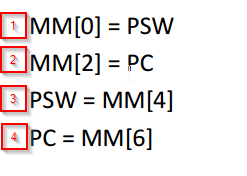 1 MM[0] = PSW
2 MM[2] = PC
3 PSW = MM[4]
4 PC = MM[6]